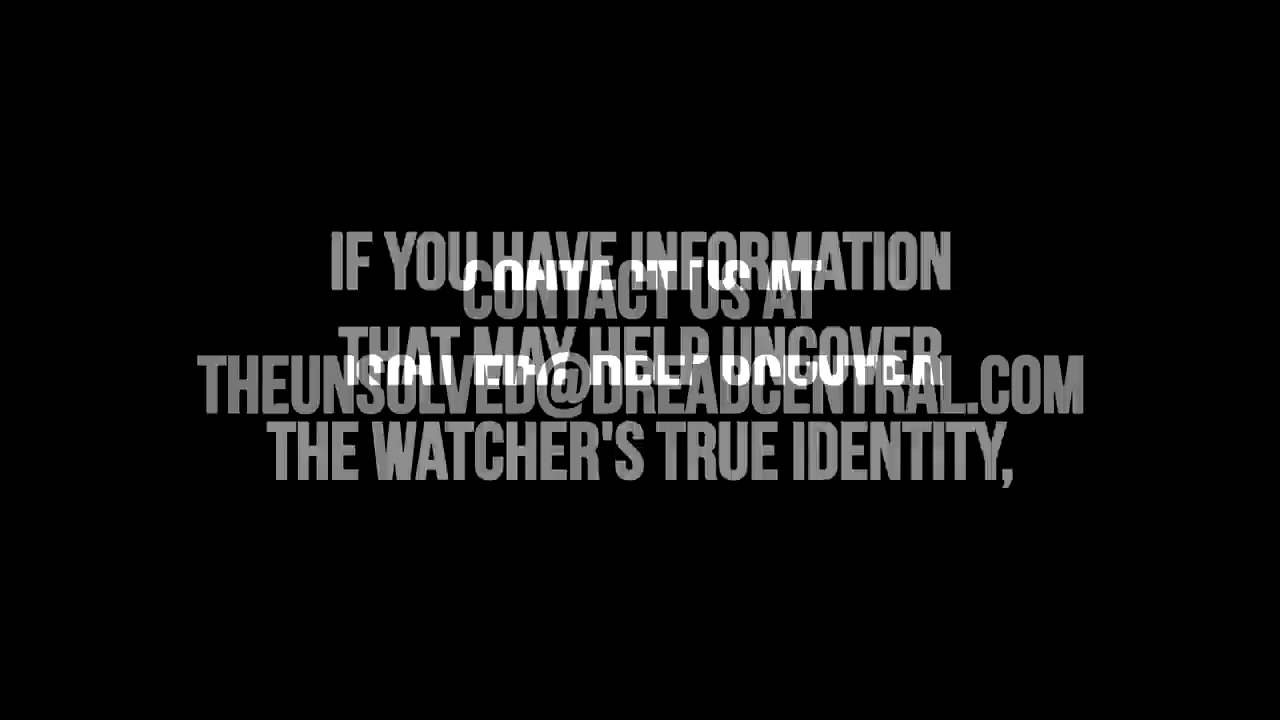 IF YOU HAVE INFORMATION
THAT MAY HELP UNCOVER
THE WATCHER'S TRUE IDENTITY,
CONTACT US AT
THEUNSOLVED@DREADCENTRAL.COM